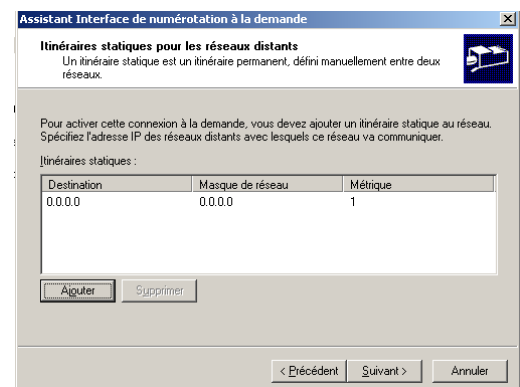 Assistant Interface de numérotation à la demande
Itinéraires statiques pour les réseaux distants
Un itinéraire statique est un itinéraire permanent, défini manuellement entre deux
réseaux.
Pour activer cette connexion à la demande, vous devez ajouter un itinéraire statique au réseau.
Spécifiez l'adresse IP des réseaux distants avec lesquels ce réseau va communiquer.
Itinéraires statiques :
Destination Masque de réseau Métrique
0.0.0.0 0.0.0.0 1
Ajouter Supprimer
< Précédent Suivant > Annuler